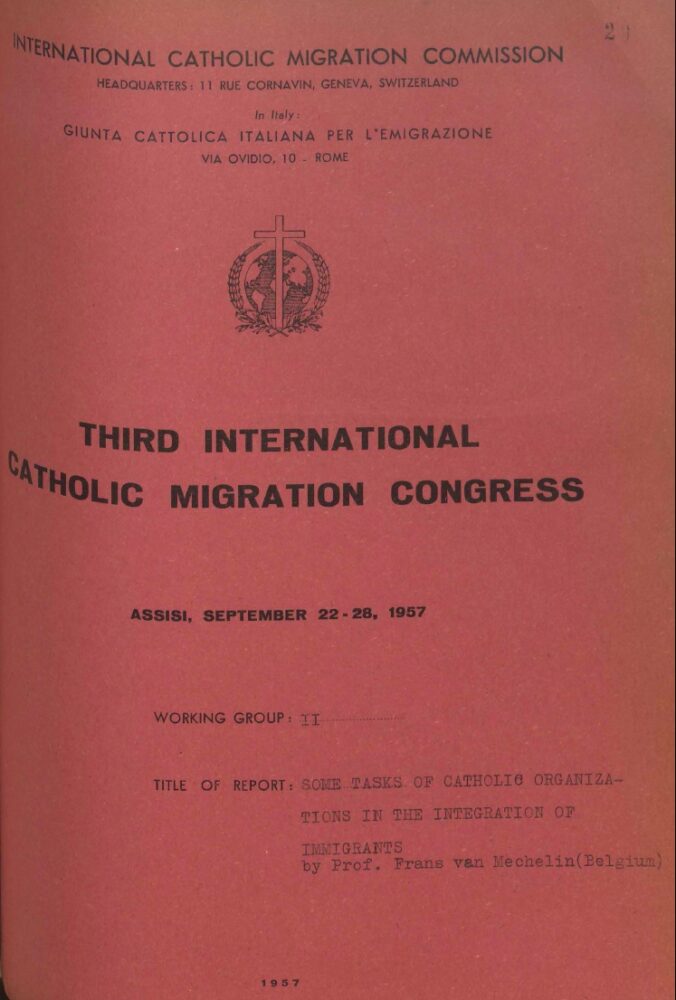 INTERNATIONAL CATHOLIC MIGRATION COMMISSION
HEADQUARTERS: 11 RUE CORNAVIN, GENEVA, SWITZERLAND
In Italy:
GIUNTA CATTOLICA ITALIANA PER L'EMIGRAZIONE
VIA OVIDIO, 10 - ROME
THIRD INTERNATIONAL
CATHOLIC MIGRATION CONGRESS
ASSISI, SEPTEMBER 22-28, 1957
WORKING GROUP: II
TITLE OF REPORT: SOME TASKS OF CATHOLIC ORGANIZA-
TIONS IN THE INTEGRATION OF
IMMIGRANTS
by Prof. Frans van Mechelin(Belgium)
1957